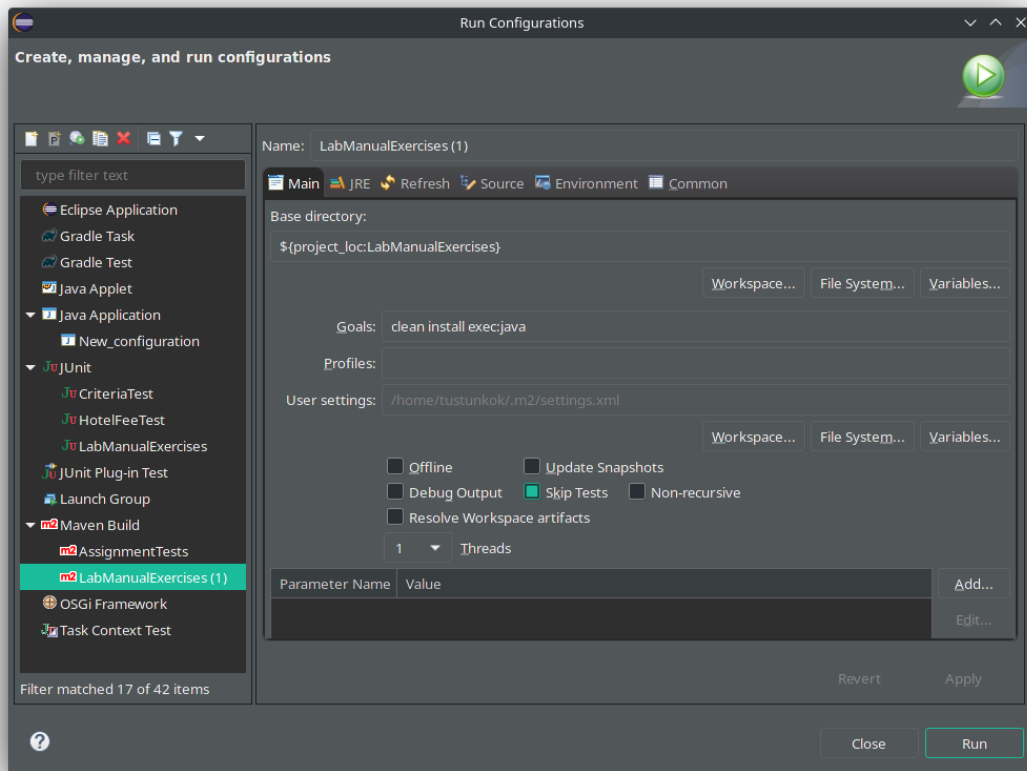 Run Configurations
Create, manage, and run configurations
Name: LabManualExercises (1)
type filter text
Main JRE Refresh Source Environment Common
Eclipse Application
Gradle Task
Gradle Test
Java Applet
Java Application
New_configuration
JUnit
CriteriaTest
HotelFeeTest
LabManualExercises
JUnit Plug-in Test
Launch Group
Maven Build
m2 AssignmentTests
m2 LabManualExercises (1)
OSGi Framework
Task Context Test
Filter matched 17 of 42 items
Base directory:
${project_loc:LabManualExercises}
Workspace... File System... Variables...
Goals: clean install exec:java
Profiles:
User settings: /home/tustunkok/.m2/settings.xml
Workspace... File System... Variables...
Offline Update Snapshots
Debug Output Skip Tests Non-recursive
Resolve Workspace artifacts
1 Threads
Parameter Name Value
Add...
Edit...
Revert Apply
Close Run